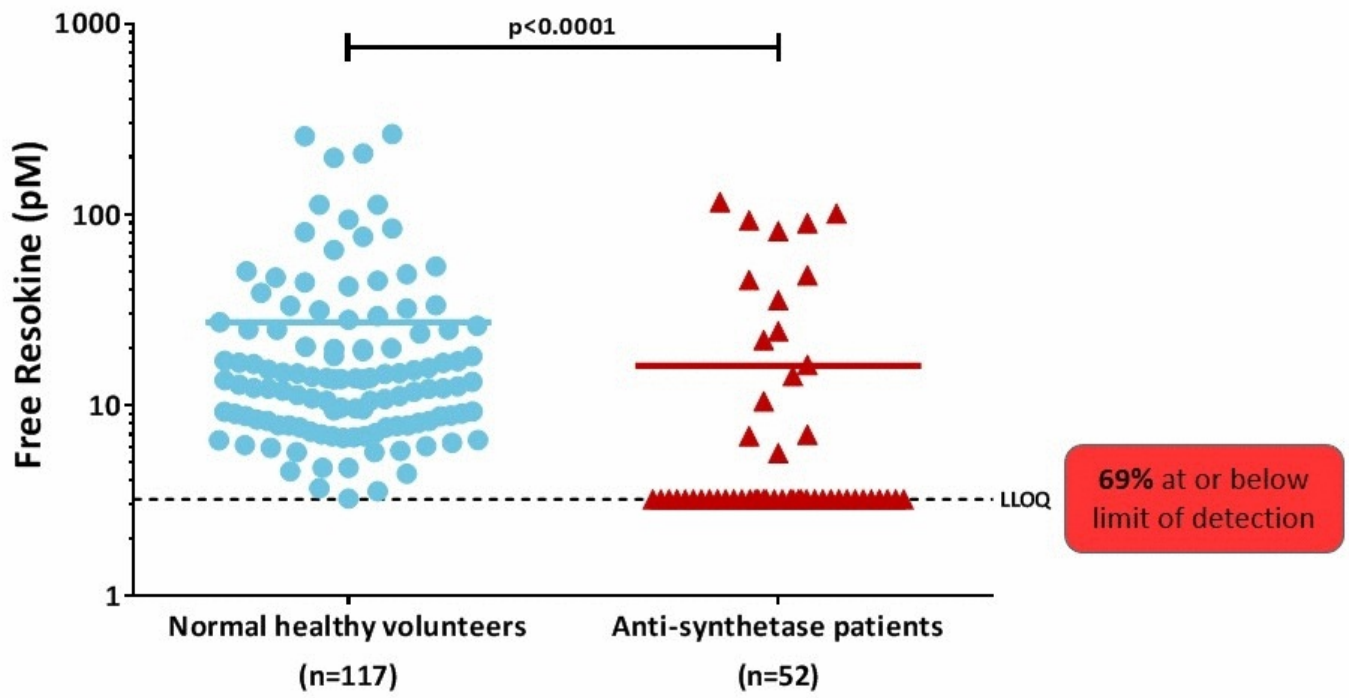 1000
p<0.0001
100
10
1
Free Resokine (pM)
LLOQ
69% at or below
limit of detection
Normal healthy volunteers
(n=117)
Anti-synthetase patients
(n=52)